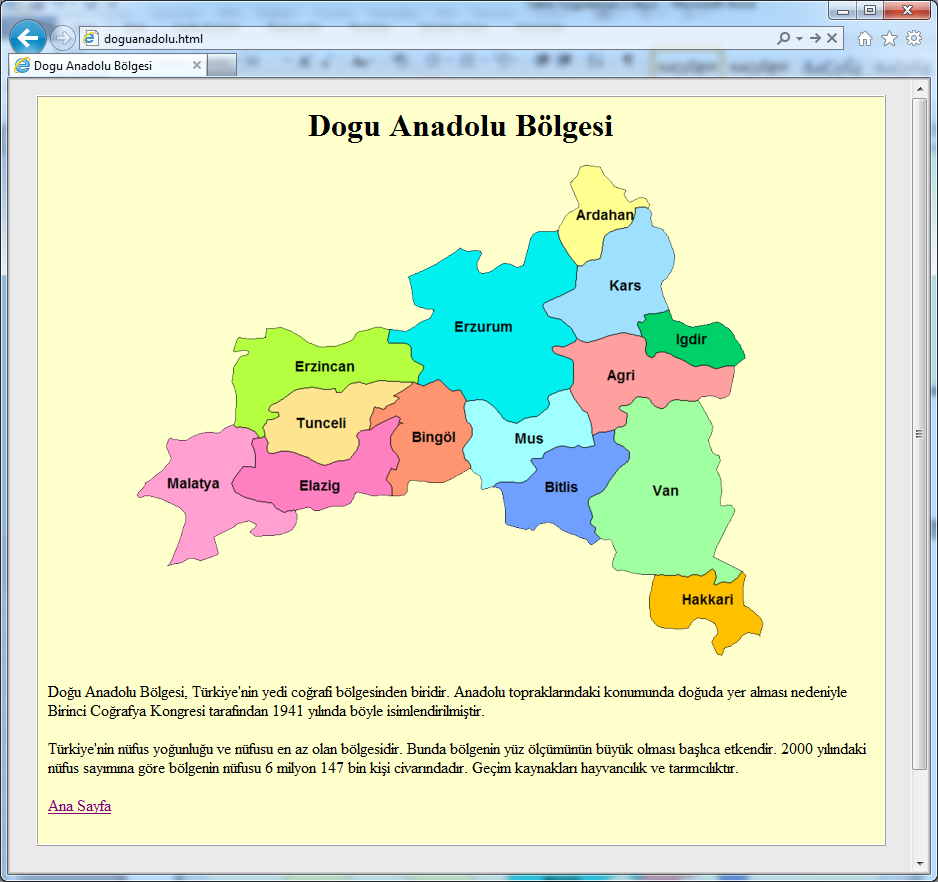 doguanadolu.html
Dogu Anadolu Bölgesi
Dogu Anadolu Bölgesi
Ardahan
Kars
Erzurum
Igdir
Erzincan
Agri
Tunceli
Bingöl
Mus
Malatya
Elazig
Bitlis
Van
Hakkari
Doğu Anadolu Bölgesi, Türkiye'nin yedi coğrafi bölgesinden biridir. Anadolu topraklarındaki konumunda doğuda yer alması nedeniyle
Birinci Coğrafya Kongresi tarafından 1941 yılında böyle isimlendirilmiştir.
Türkiye'nin nüfus yoğunluğu ve nüfusu en az olan bölgesidir. Bunda bölgenin yüz ölçümünün büyük olması başlıca etkendir. 2000 yılındaki
nüfus sayımına göre bölgenin nüfusu 6 milyon 147 bin kişi civarındadır. Geçim kaynakları hayvancılık ve tarımcılıktır.
Ana Sayfa